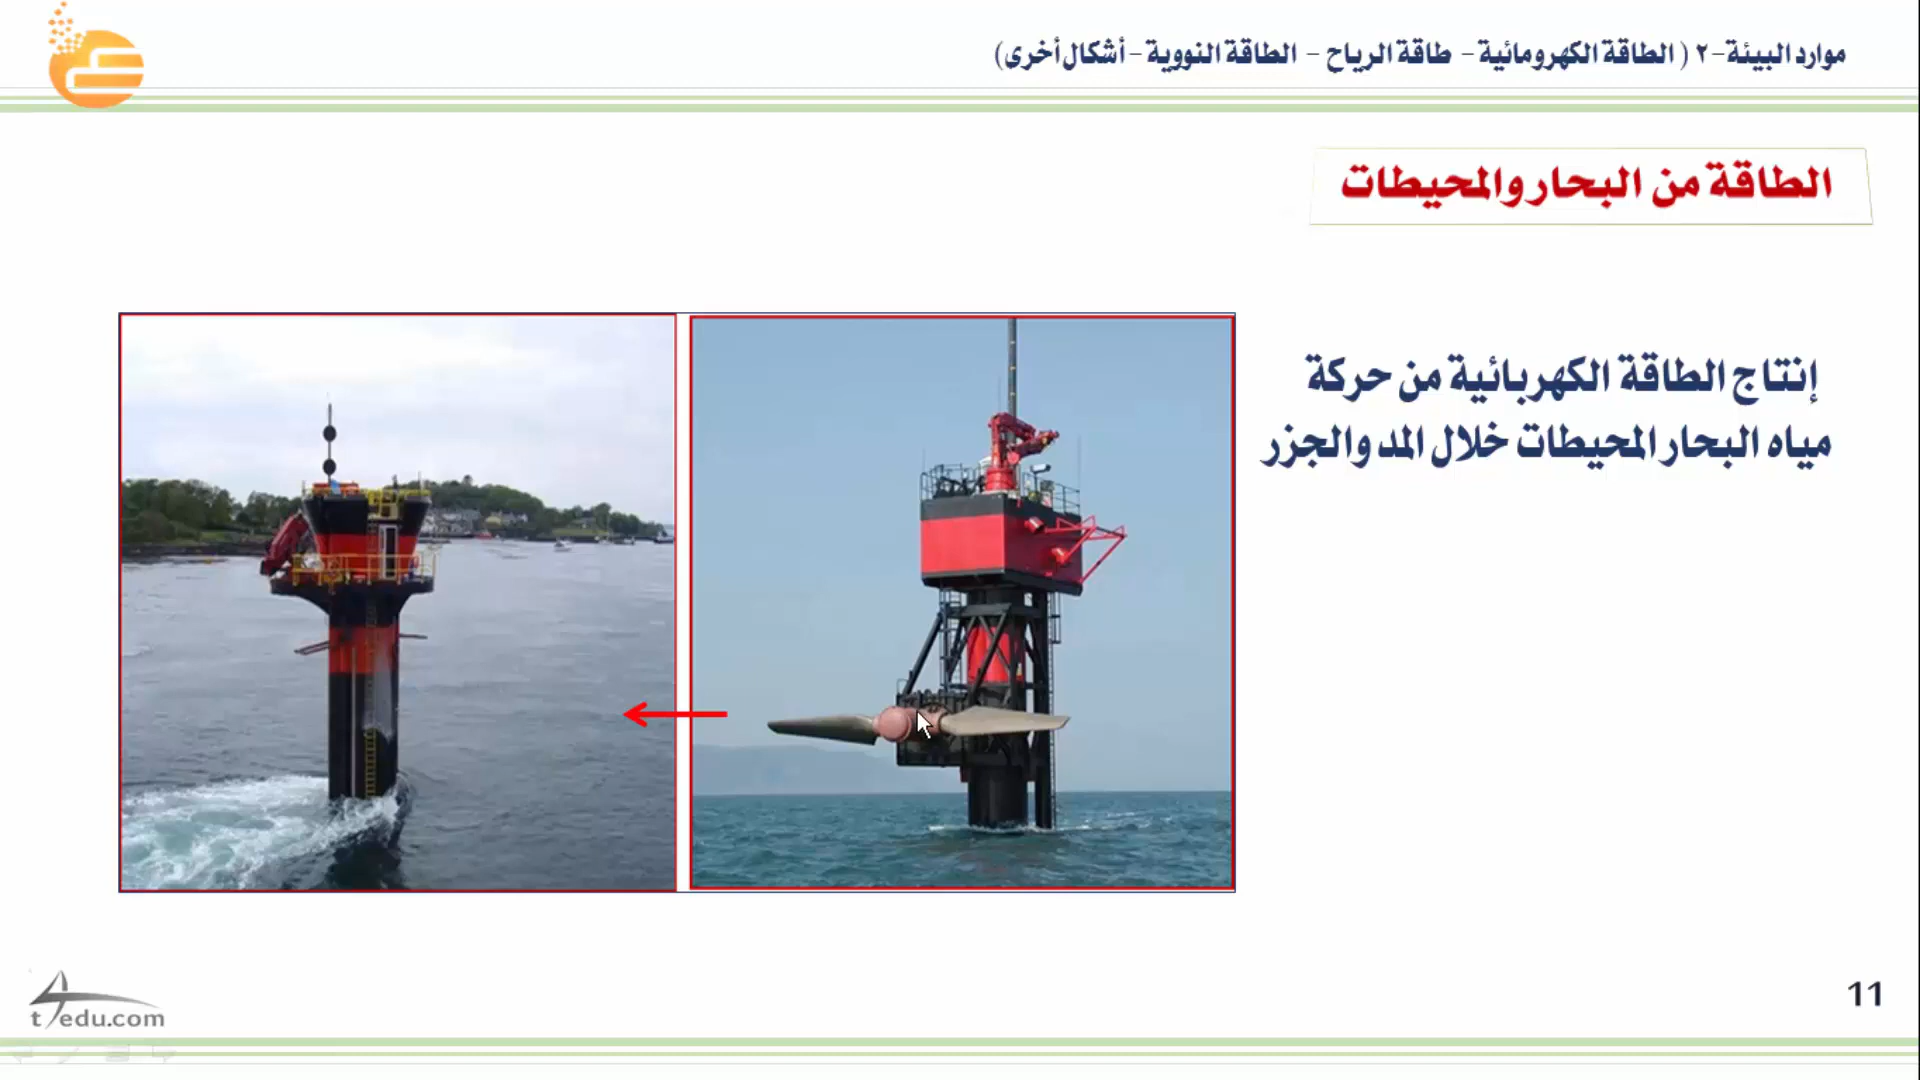 موارد البيئة-٢ ( الطاقة الكهرومائية - طاقة الرياح - الطاقة النووية - أشكال أخرى)
الطاقة من البحار والمحيطات
إنتاج الطاقة الكهربائية من حركة
مياه البحار المحيطات خلال المد والجزر
t4edu.com
11